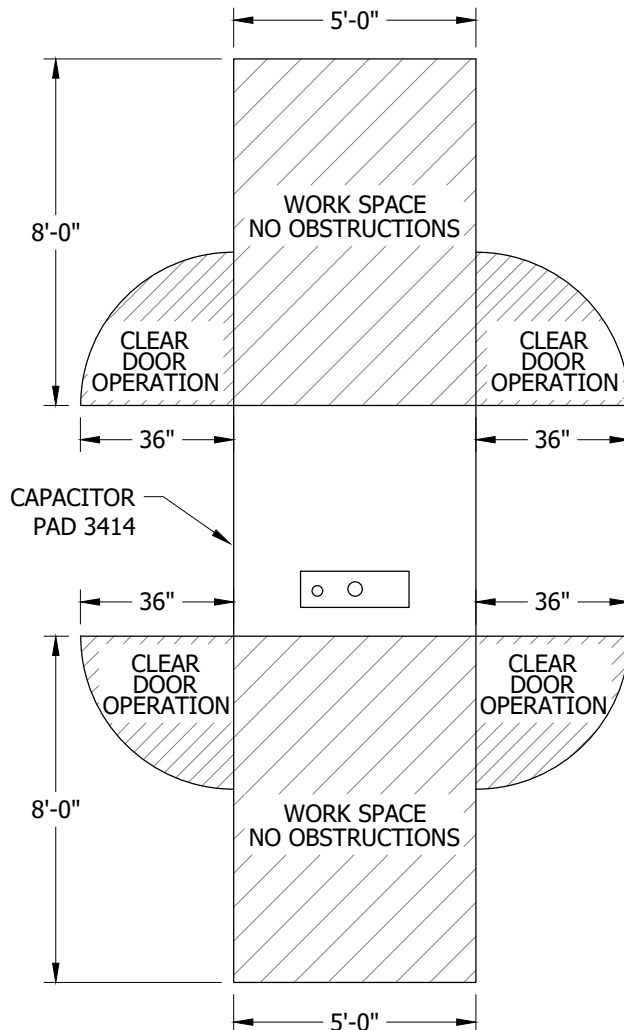 5'-0"
WORK SPACE
NO OBSTRUCTIONS
8'-0"
CLEAR
DOOR
OPERATION
CLEAR
DOOR
OPERATION
36"
36"
CAPACITOR
PAD 3414
36"
36"
CLEAR
DOOR
OPERATION
CLEAR
DOOR
OPERATION
8'-0"
WORK SPACE
NO OBSTRUCTIONS
5'-0"